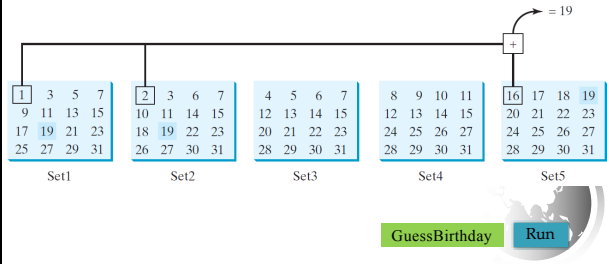 = 19
+
1 3 5 7
9 11 13 15
17 19 21 23
25 27 29 31
Set1
2 3 6 7
10 11 14 15
18 19 22 23
26 27 30 31
Set2
4 5 6 7
12 13 14 15
20 21 22 23
28 29 30 31
Set3
8 9 10 11
12 13 14 15
24 25 26 27
28 29 30 31
Set4
16 17 18 19
20 21 22 23
24 25 26 27
28 29 30 31
Set5
GuessBirthday
Run